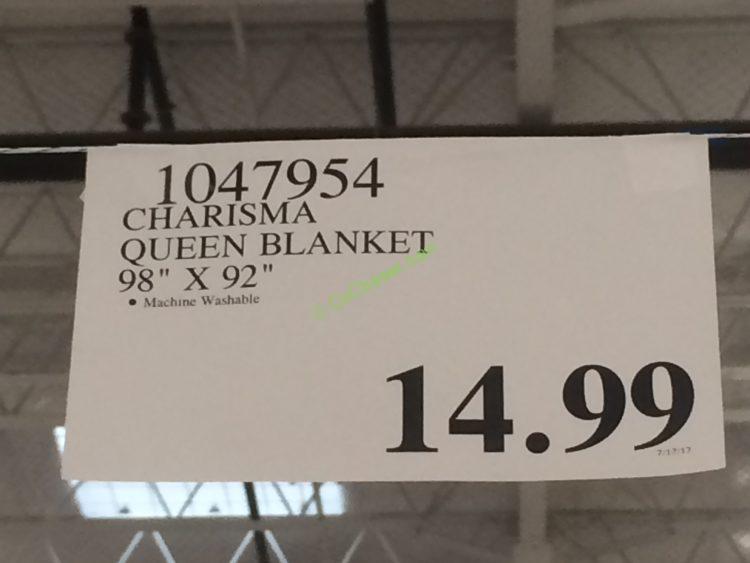 1047954
CHARISMA
QUEEN BLANKET
98" X 92"
• Machine Washable
14.99
7/17/17